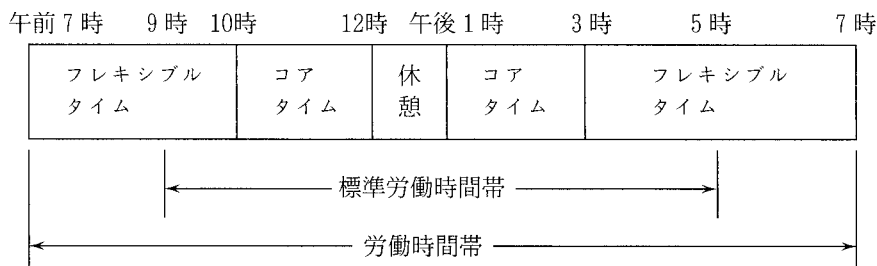 午前7時 9時 10時 12時 午後1時 3時 5時 7時
フレキシブルタイム
コアタイム
休憩
コアタイム
フレキシブルタイム
標準労働時間帯
労働時間帯